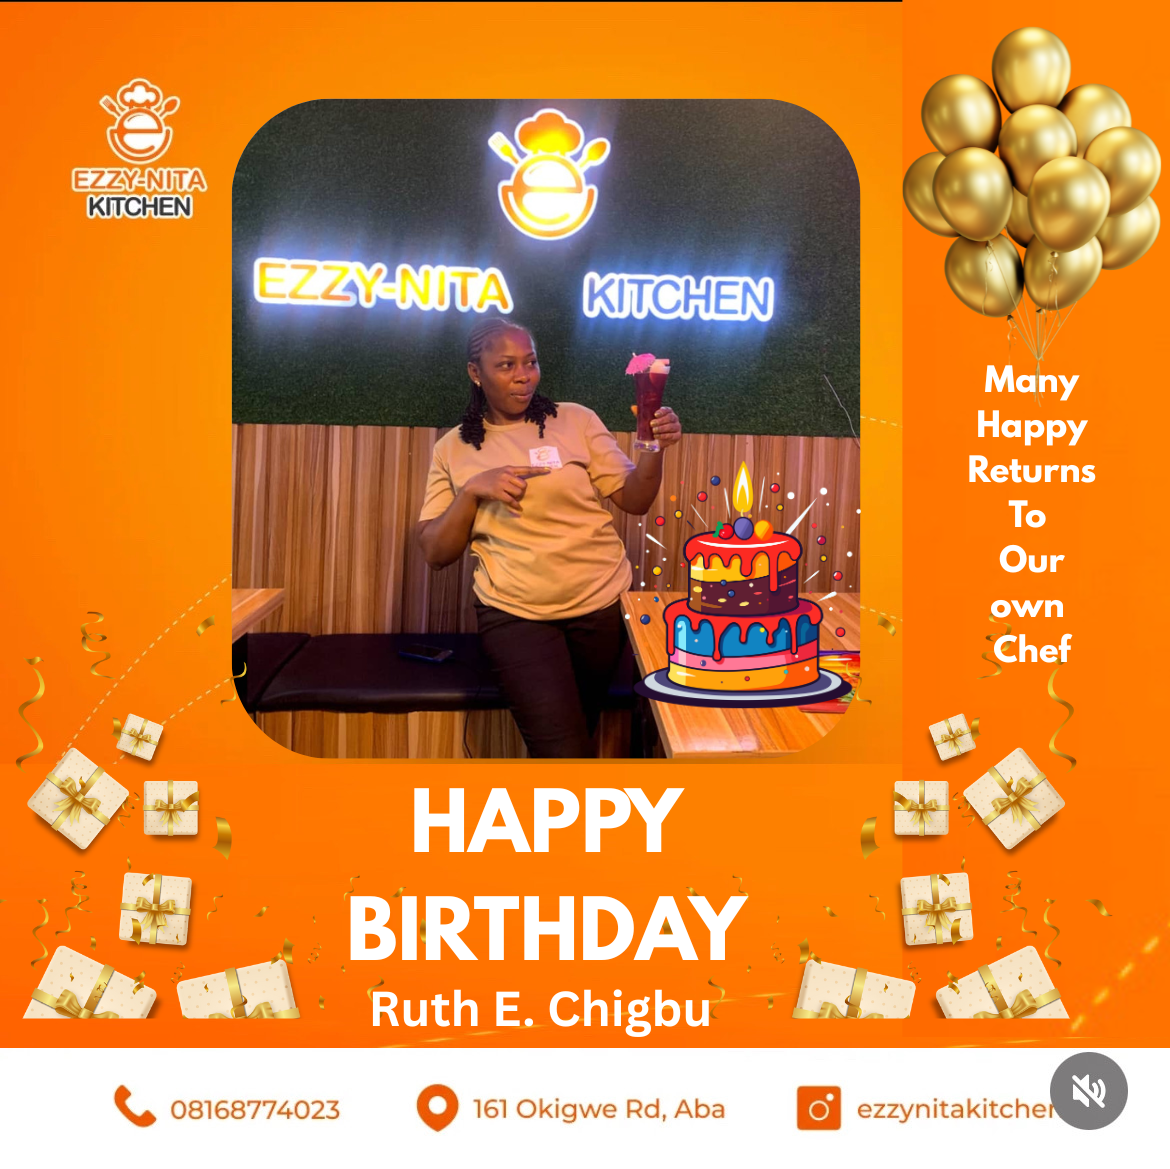 EZZY-NITA
KITCHEN
EZZY-NITA KITCHEN
Many
Happy
Returns
To
Our
own
Chef
HAPPY
BIRTHDAY
Ruth E. Chigbu
08168774023
161 Okigwe Rd, Aba